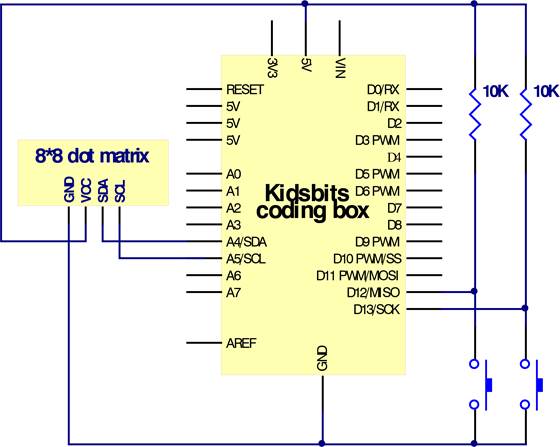 3V3
5V
VIN
RESET
5V
5V
5V
A0
A1
A2
A3
A4/SDA
A5/SCL
A6
A7
AREF
D0/RX
D1/RX
D2
D3 PWM
D4
D5 PWM
D6 PWM
D7
D8
D9 PWM
D10 PWM/SS
D11 PWM/MOSI
D12/MISO
D13/SCK
GND
Kidsbits
coding box
8*8 dot matrix
GND
VCC
SDA
SCL
10K
10K